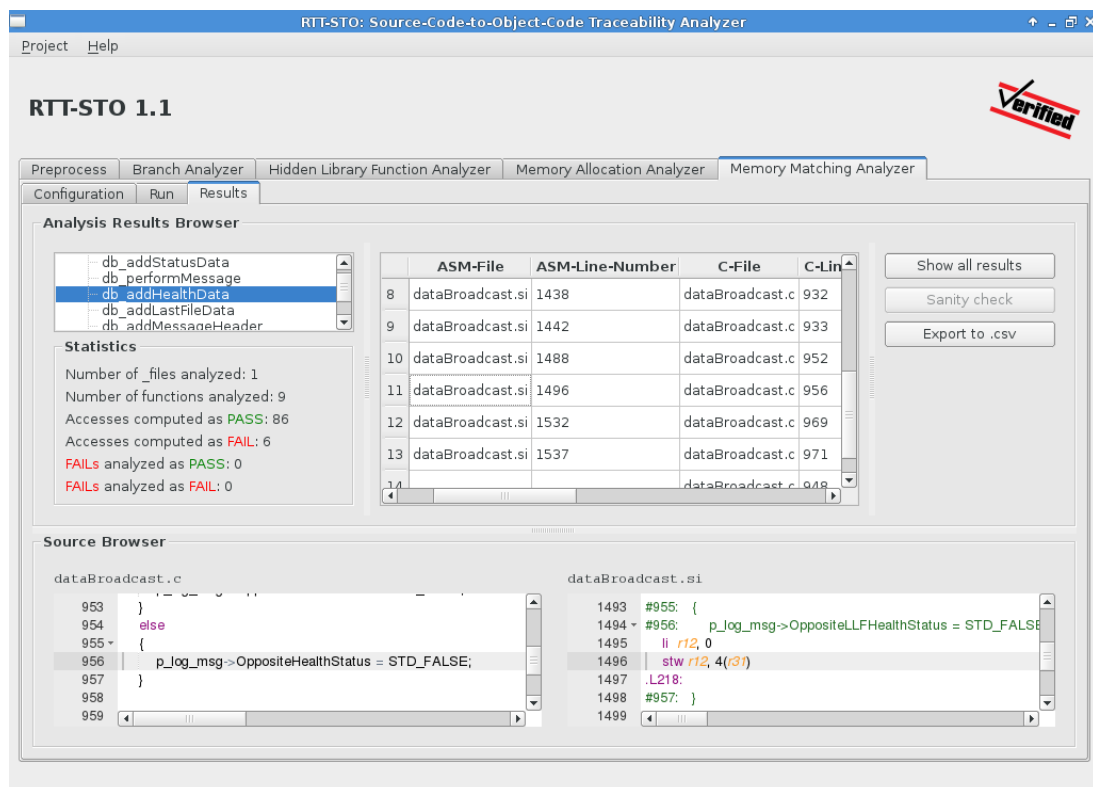 RTT-STO: Source-Code-to-Object-Code Traceability Analyzer
Project Help
RTT-STO 1.1
Verified
Preprocess Branch Analyzer Hidden Library Function Analyzer Memory Allocation Analyzer Memory Matching Analyzer
Configuration Run Results
Analysis Results Browser
db_addStatusData
db_performMessage
db_addHealthData
db_addLastFileData
db_addMessageHeader
Statistics
Number of _files analyzed: 1
Number of functions analyzed: 9
Accesses computed as PASS: 86
Accesses computed as FAIL: 6
FAILs analyzed as PASS: 0
FAILs analyzed as FAIL: 0
ASM-File ASM-Line-Number C-File C-Lin
8 dataBroadcast.si 1438 dataBroadcast.c 932
9 dataBroadcast.si 1442 dataBroadcast.c 933
10 dataBroadcast.si 1488 dataBroadcast.c 952
11 dataBroadcast.si 1496 dataBroadcast.c 956
12 dataBroadcast.si 1532 dataBroadcast.c 969
13 dataBroadcast.si 1537 dataBroadcast.c 971
14 dataBroadcast.c 948
Show all results
Sanity check
Export to .csv
Source Browser
dataBroadcast.c
953 }
954 else
955 {
956 p_log_msg->OppositeHealthStatus = STD_FALSE;
957 }
958
959
dataBroadcast.si
1493 #955: {
1494 #956: p_log_msg->OppositeLLFHealthStatus = STD_FALSE
1495 li r12, 0
1496 stw r12, 4(r31)
1497 .L218:
1498 #957: }
1499